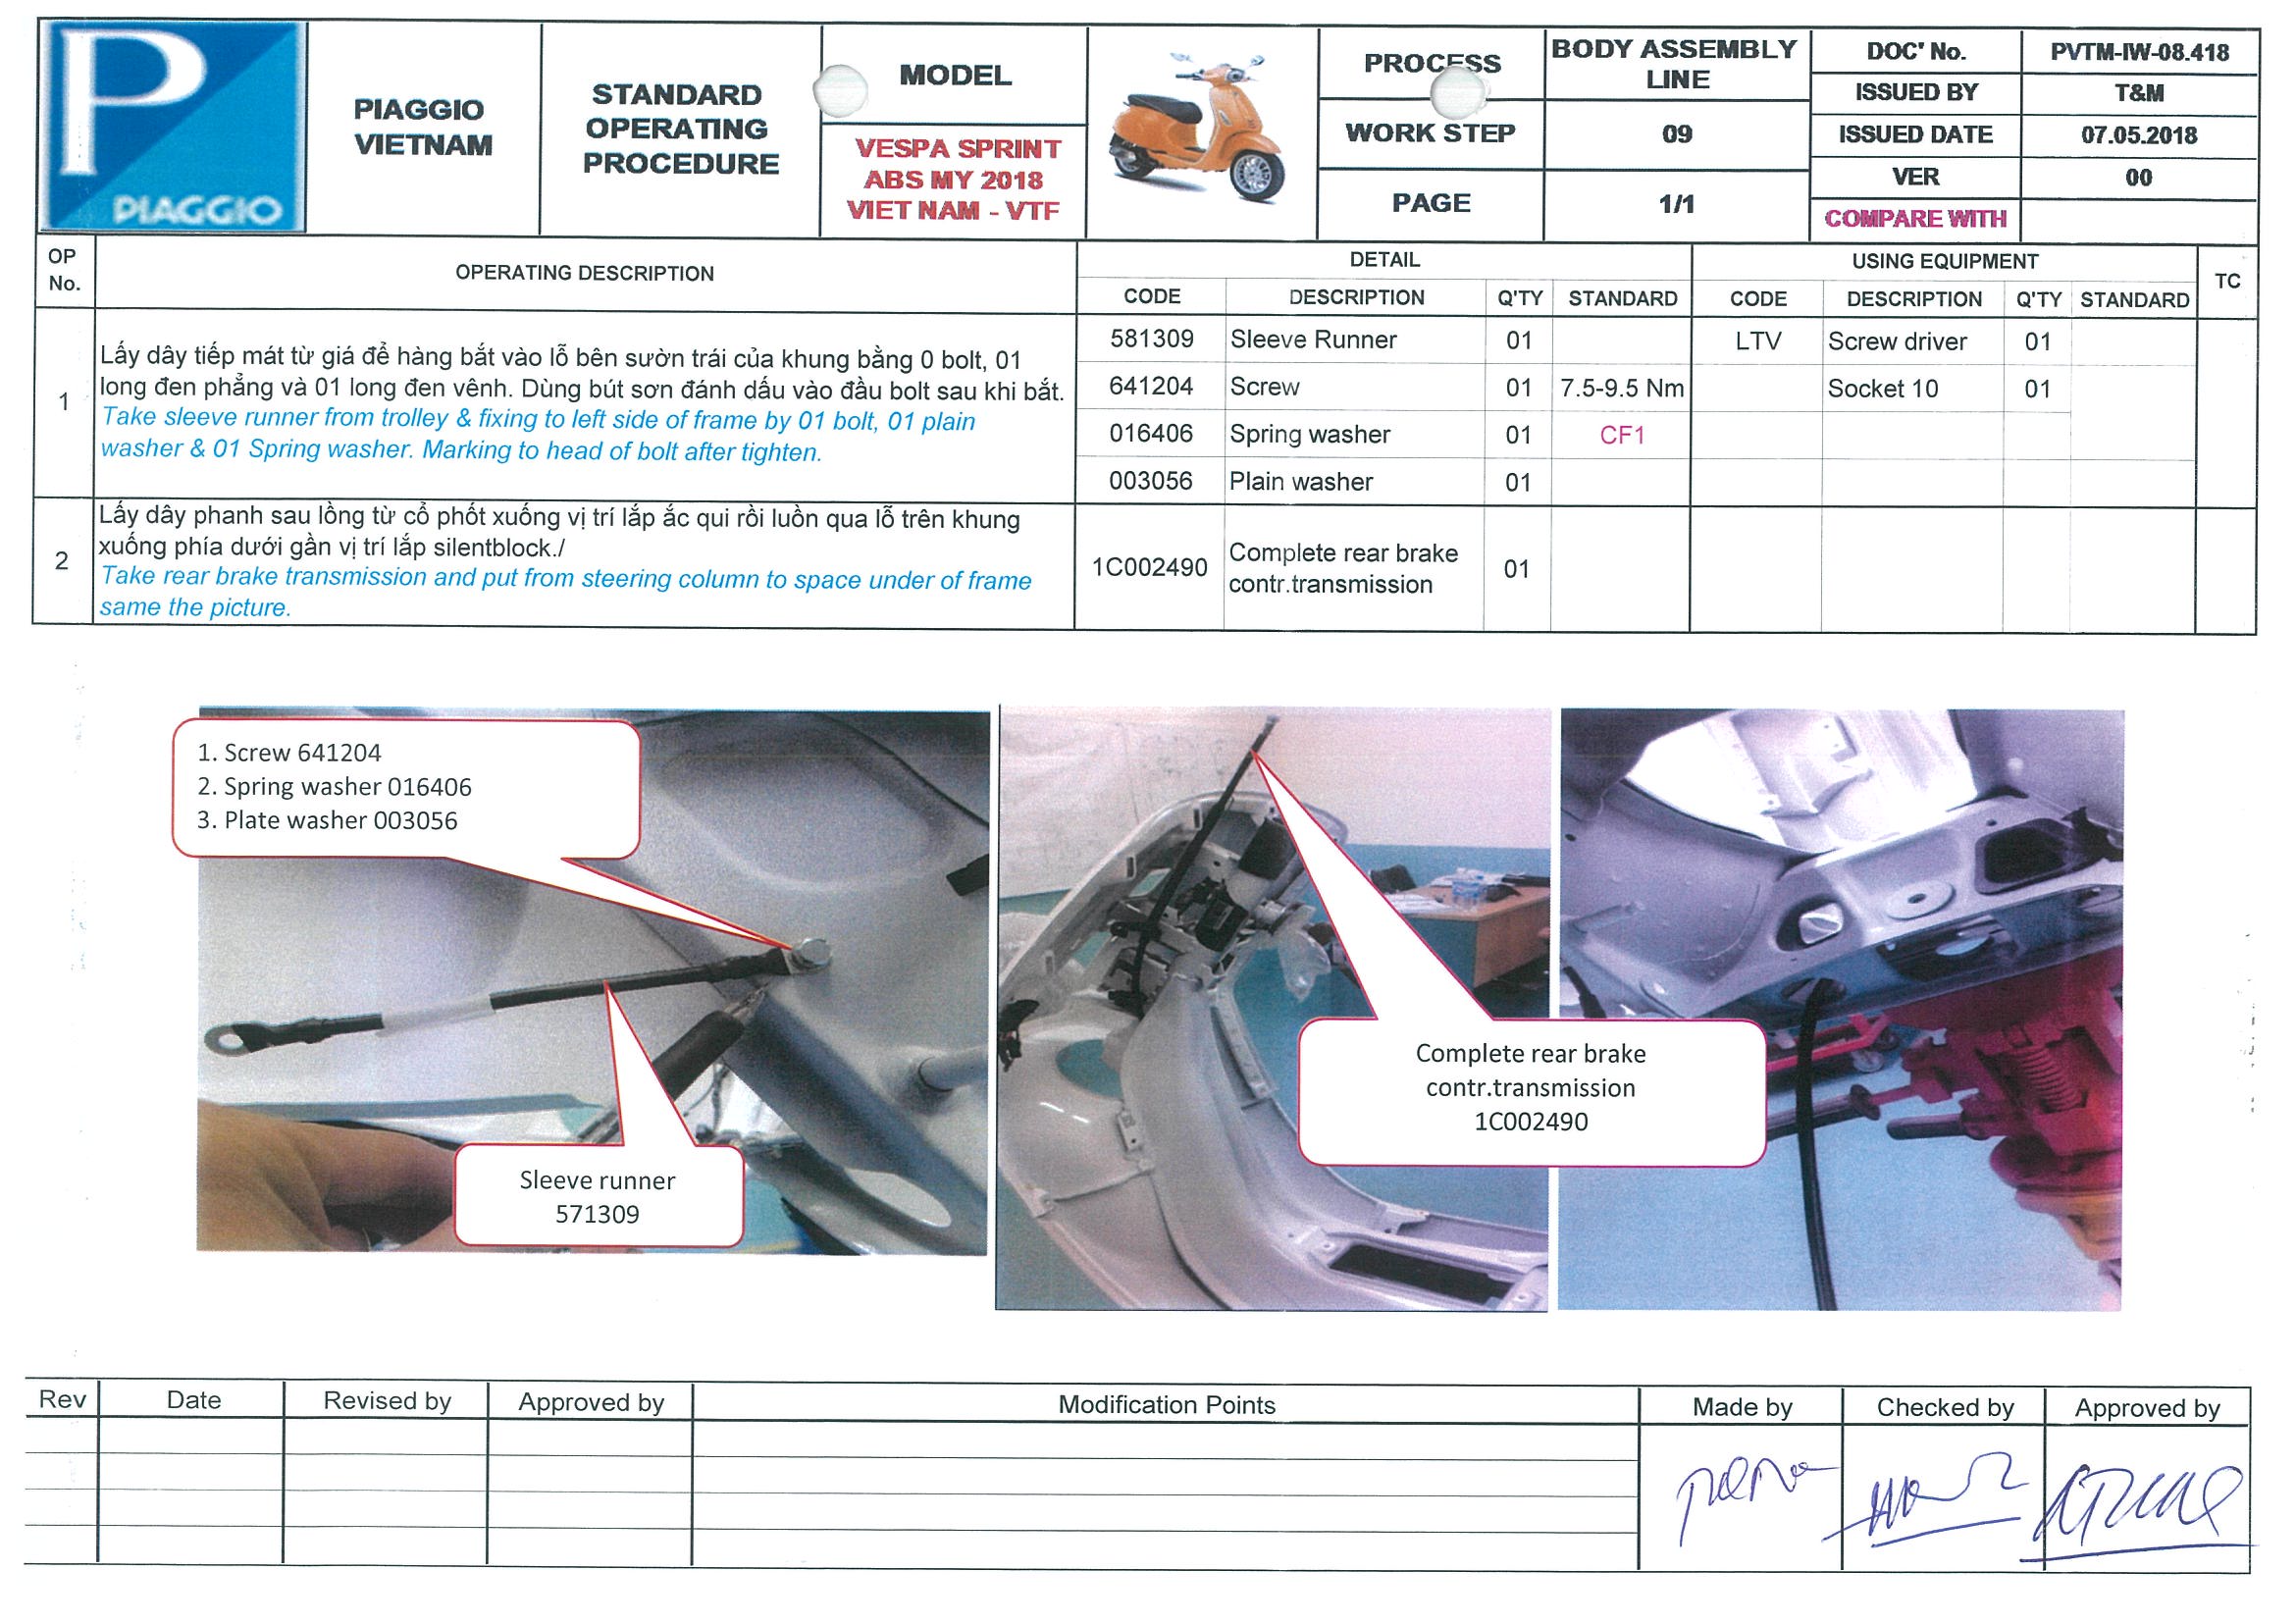 P
PIAGGIO
PIAGGIO
VIETNAM
STANDARD
OPERATING
PROCEDURE
MODEL
VESPA SPRINT
ABS MY 2018
VIET NAM - VTF
PROCESS
BODY ASSEMBLY
LINE
WORK STEP
09
PAGE
1/1
DOC' No.
PVTM-IW-08.418
ISSUED BY
T&M
ISSUED DATE
07.05.2018
VER
00
COMPARE WITH
OP
No.
OPERATING DESCRIPTION
DETAIL
USING EQUIPMENT
TC
CODE DESCRIPTION Q'TY STANDARD CODE DESCRIPTION Q'TY STANDARD
1
Lấy dây tiếp mát từ giá để hàng bắt vào lỗ bên sườn trái của khung bằng 0 bolt, 01
long đen phẳng và 01 long đen vênh. Dùng bút sơn đánh dấu vào đầu bolt sau khi bắt.
Take sleeve runner from trolley & fixing to left side of frame by 01 bolt, 01 plain
washer & 01 Spring washer. Marking to head of bolt after tighten.
581309 Sleeve Runner 01 LTV Screw driver 01
641204 Screw 01 7.5-9.5 Nm Socket 10 01
016406 Spring washer 01 CF1
003056 Plain washer 01
2
Lấy dây phanh sau lồng từ cổ phốt xuống vị trí lắp ắc qui rồi luồn qua lỗ trên khung
xuống phía dưới gần vị trí lắp silentblock./
Take rear brake transmission and put from steering column to space under of frame
same the picture.
1C002490 Complete rear brake
contr.transmission 01
1. Screw 641204
2. Spring washer 016406
3. Plate washer 003056
Sleeve runner
571309
Complete rear brake
contr.transmission
1C002490
Rev Date Revised by Approved by Modification Points Made by Checked by Approved by